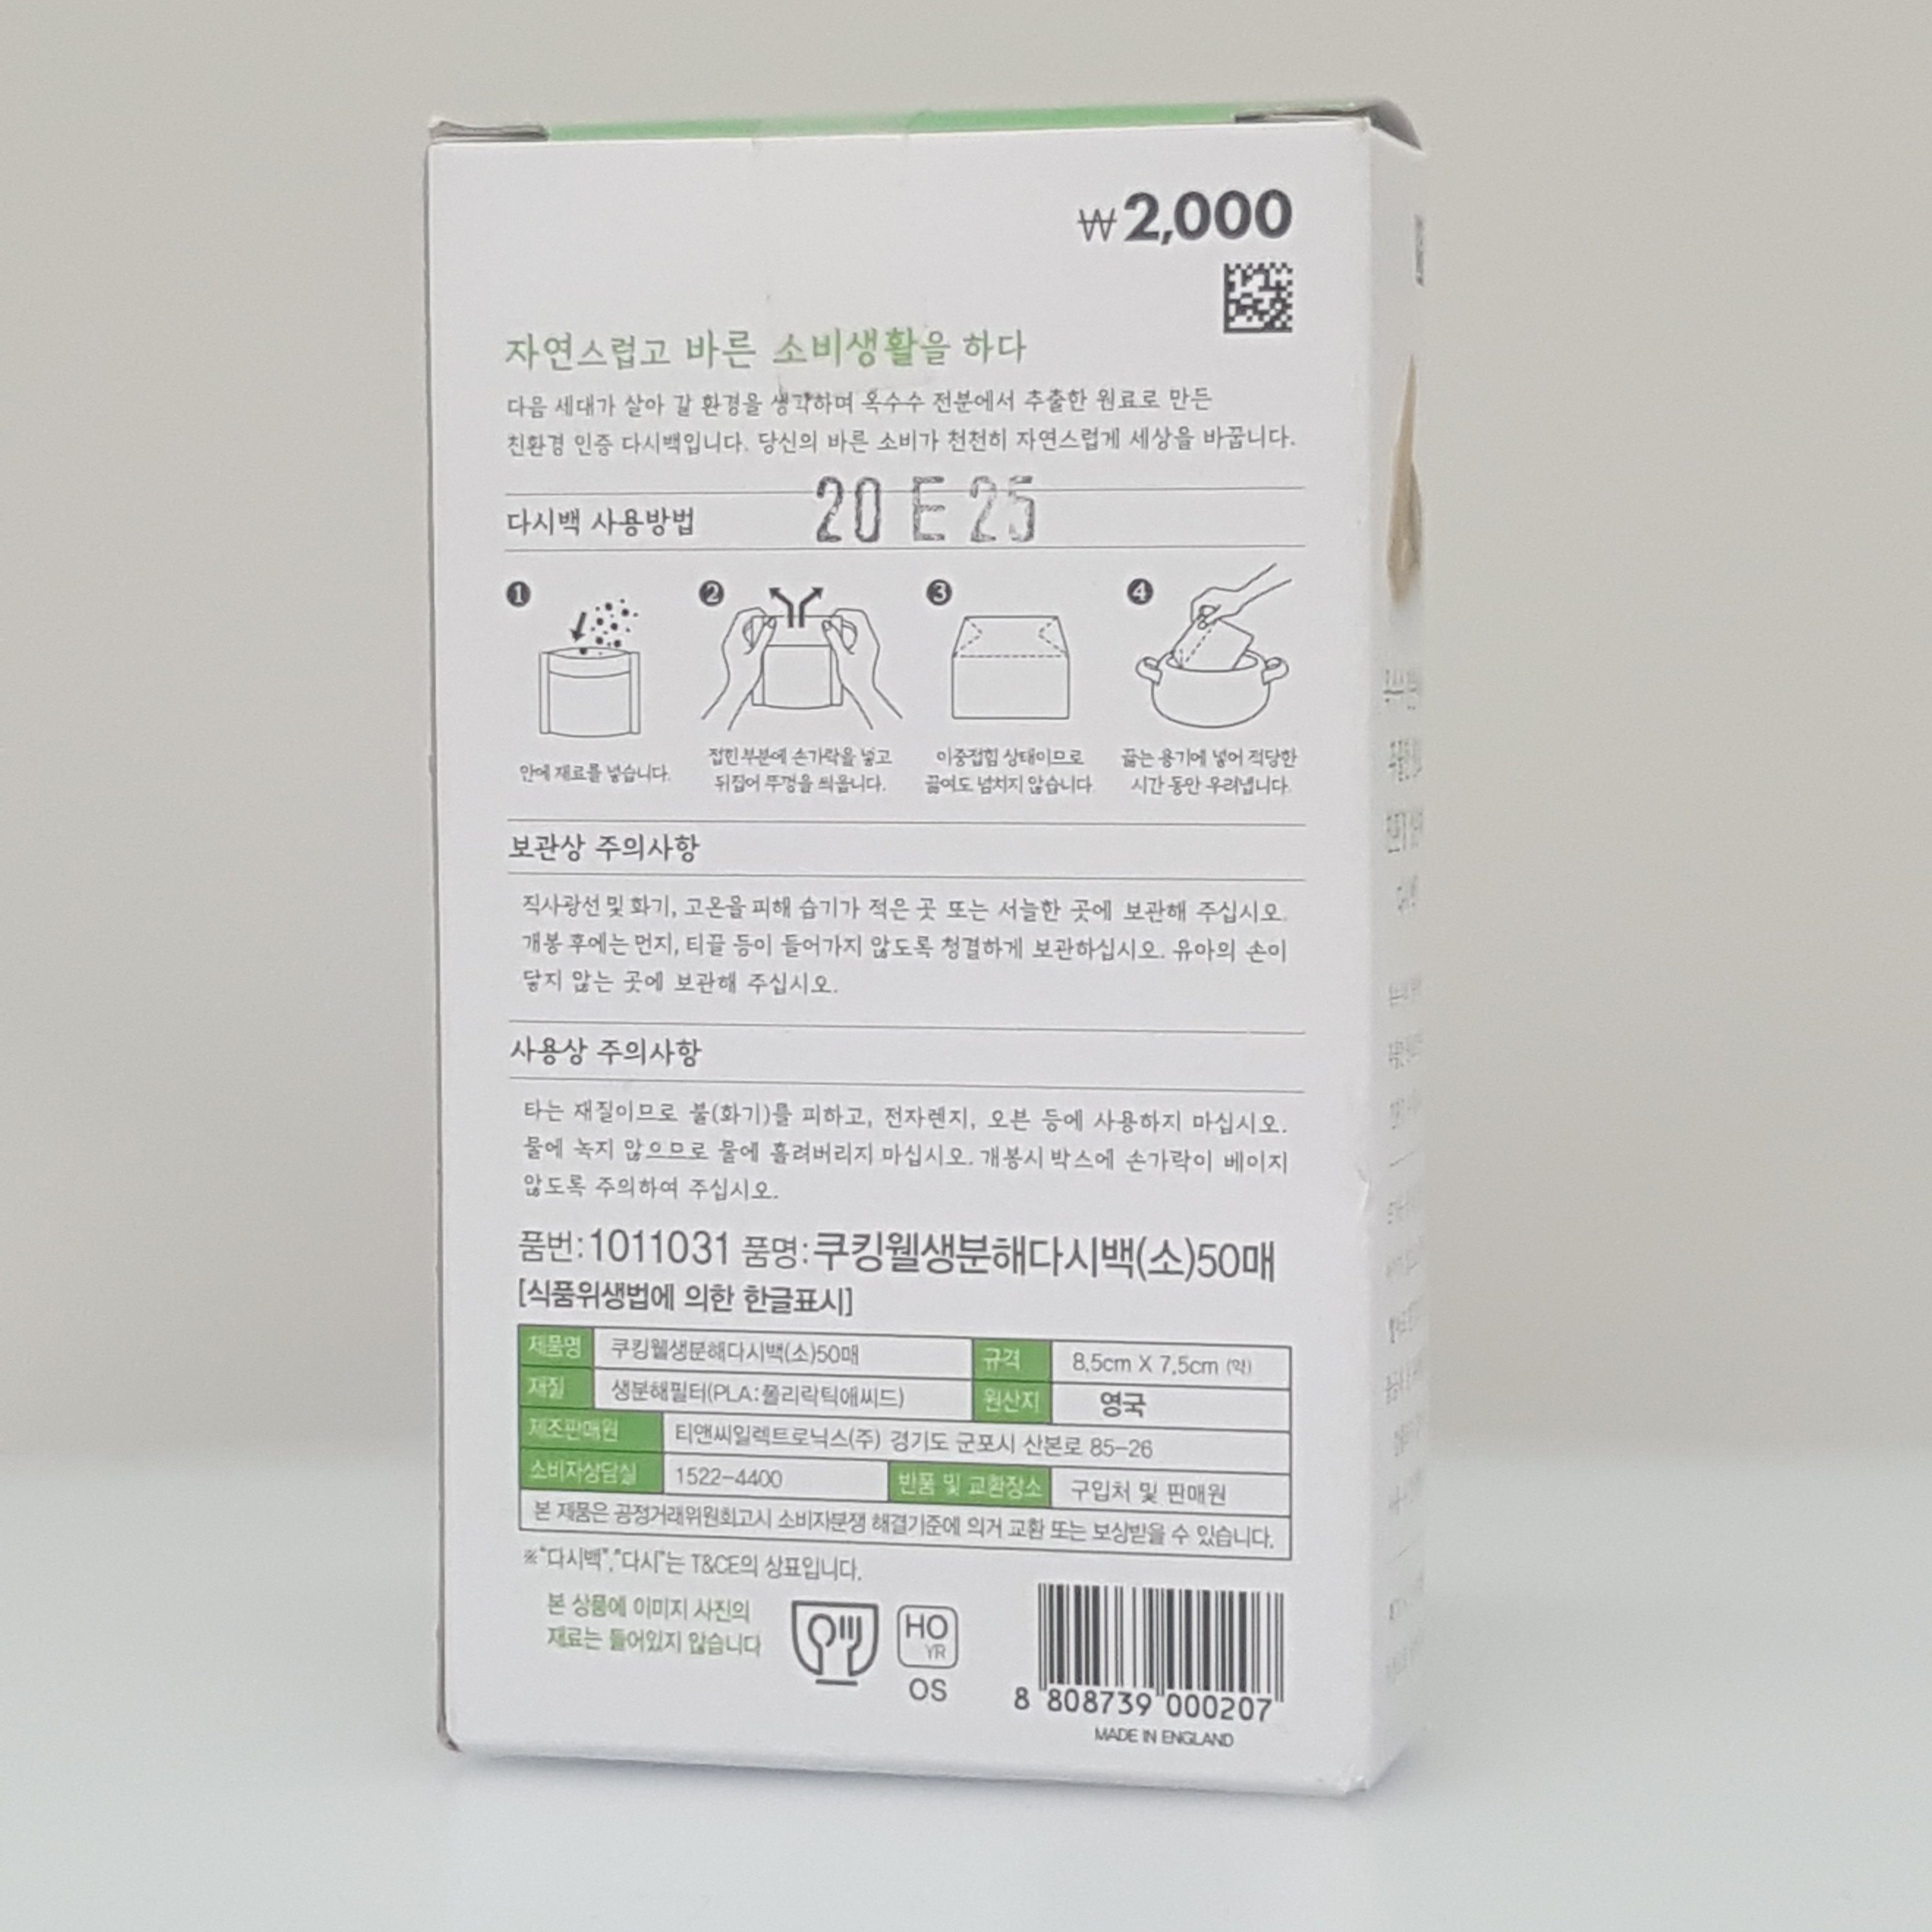 ₩2,000
자연스럽고 바른 소비생활을 하다
다음 세대가 살아 갈 환경을 생각하며 옥수수 전분에서 추출한 원료로 만든
친환경 인증 다시백입니다. 당신의 바른 소비가 천천히 자연스럽게 세상을 바꿉니다.
20 E 25
다시백 사용방법
1 2 3 4
안에 재료를 넣습니다.
접힌 부분에 손가락을 넣고
뒤집어 뚜껑을 씌웁니다.
이중접힘 상태이므로
끓여도 넘치지 않습니다.
끓는 용기에 넣어 적당한
시간 동안 우려냅니다.
보관상 주의사항
직사광선 및 화기, 고온을 피해 습기가 적은 곳 또는 서늘한 곳에 보관해 주십시오.
개봉 후에는 먼지, 티끌 등이 들어가지 않도록 청결하게 보관하십시오. 유아의 손이
닿지 않는 곳에 보관해 주십시오.
사용상 주의사항
타는 재질이므로 불(화기)를 피하고, 전자렌지, 오븐 등에 사용하지 마십시오.
물에 녹지 않으므로 물에 흘려버리지 마십시오. 개봉시 박스에 손가락이 베이지
않도록 주의하여 주십시오.
품번:1011031 품명:쿠킹웰생분해다시백(소)50매
[식품위생법에 의한 한글표시]
제품명 쿠킹웰생분해다시백(소)50매 규격 8.5cm X 7.5cm (약)
재질 생분해필터(PLA:폴리락틱애씨드) 원산지 영국
제조판매원 티앤씨일렉트로닉스(주) 경기도 군포시 산본로 85-26
소비자상담실 1522-4400 반품 및 교환장소 구입처 및 판매원
본 제품은 공정거래위원회고시 소비자분쟁 해결기준에 의거 교환 또는 보상받을 수 있습니다.
※"다시백","다시"는 T&CE의 상표입니다.
본 상품에 이미지 사진의
재료는 들어있지 않습니다
HO
YR
OS
8 808739 000207
MADE IN ENGLAND